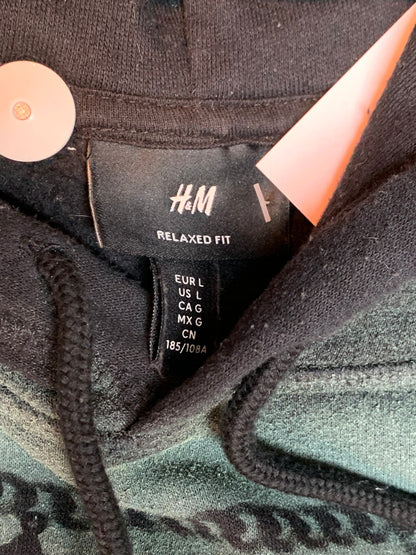 H&M
RELAXED FIT
EUR L
US L
CA G
MX G
CN
185/108A